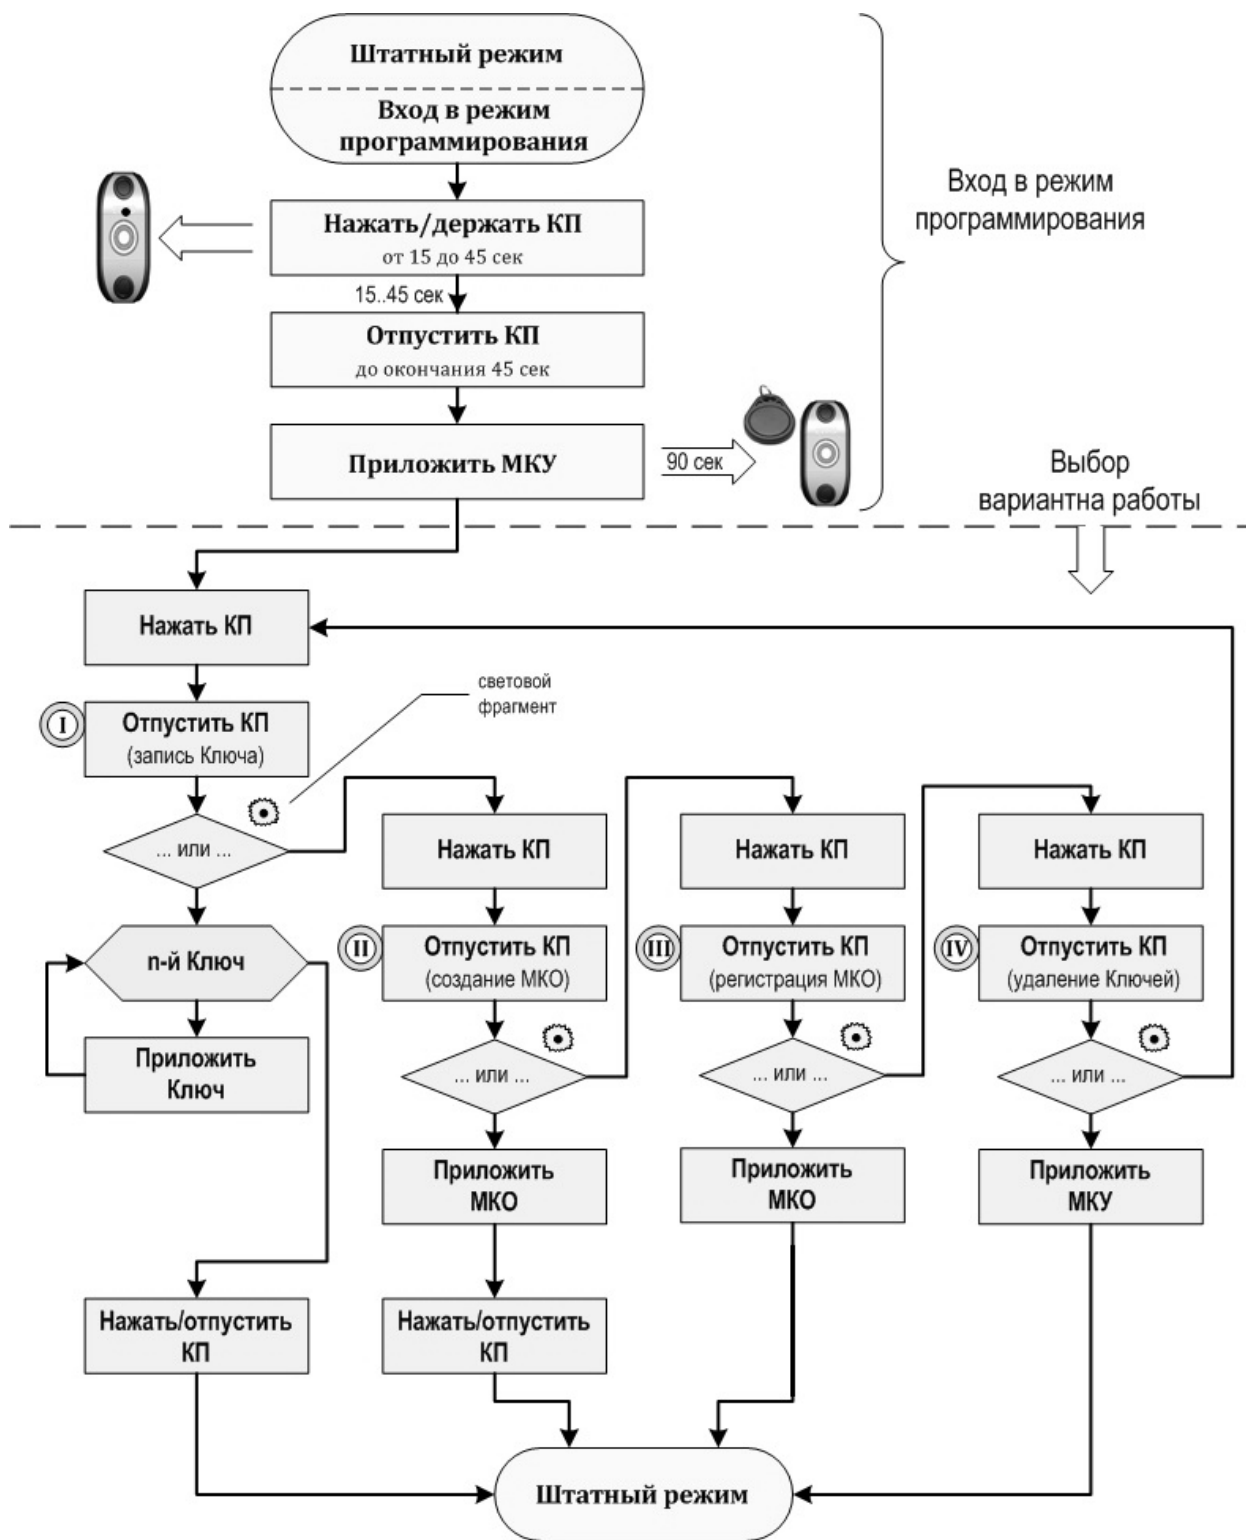 Штатный режим
Вход в режим
программирования
Вход в режим
программирования
Нажать/держать КП
от 15 до 45 сек
15..45 сек
Отпустить КП
до окончания 45 сек
Приложить МКУ
90 сек
Выбор
вариантна работы
Нажать КП
I
Отпустить КП
(запись Ключа)
световой
фрагмент
... или ...
n-й Ключ
Приложить
Ключ
Нажать/отпустить
КП
Нажать КП
II
Отпустить КП
(создание МКО)
... или ...
Приложить
МКО
Нажать/отпустить
КП
Нажать КП
III
Отпустить КП
(регистрация МКО)
... или ...
Приложить
МКО
Нажать КП
IV
Отпустить КП
(удаление Ключей)
... или ...
Приложить
МКУ
Штатный режим